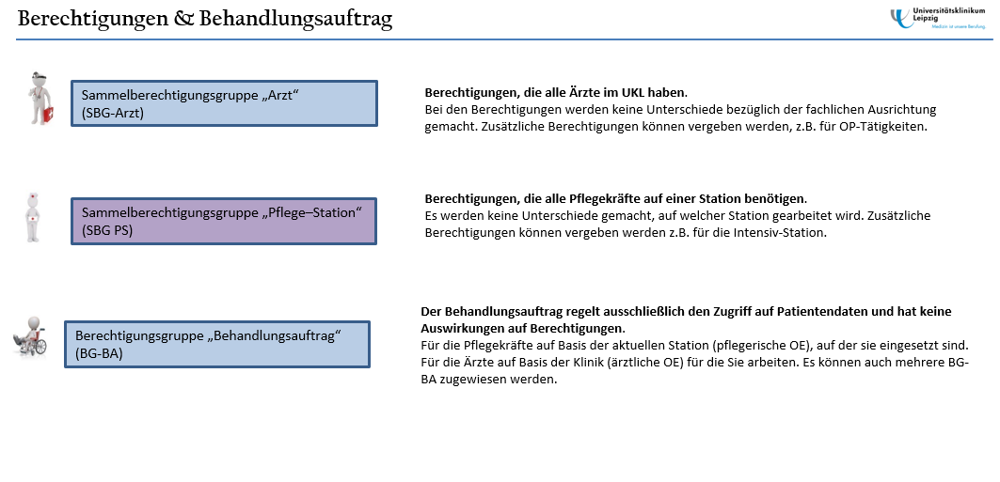 Berechtigungen & Behandlungsauftrag
Universitätsklinikum
Leipzig
Medizin ist unsere Berufung.
Sammelberechtigungsgruppe „Arzt“
(SBG-Arzt)
Berechtigungen, die alle Ärzte im UKL haben.
Bei den Berechtigungen werden keine Unterschiede bezüglich der fachlichen Ausrichtung
gemacht. Zusätzliche Berechtigungen können vergeben werden, z.B. für OP-Tätigkeiten.
Sammelberechtigungsgruppe „Pflege–Station“
(SBG PS)
Berechtigungen, die alle Pflegekräfte auf einer Station benötigen.
Es werden keine Unterschiede gemacht, auf welcher Station gearbeitet wird. Zusätzliche
Berechtigungen können vergeben werden z.B. für die Intensiv-Station.
Berechtigungsgruppe „Behandlungsauftrag“
(BG-BA)
Der Behandlungsauftrag regelt ausschließlich den Zugriff auf Patientendaten und hat keine
Auswirkungen auf Berechtigungen.
Für die Pflegekräfte auf Basis der aktuellen Station (pflegerische OE), auf der sie eingesetzt sind.
Für die Ärzte auf Basis der Klinik (ärztliche OE) für die Sie arbeiten. Es können auch mehrere BG-
BA zugewiesen werden.